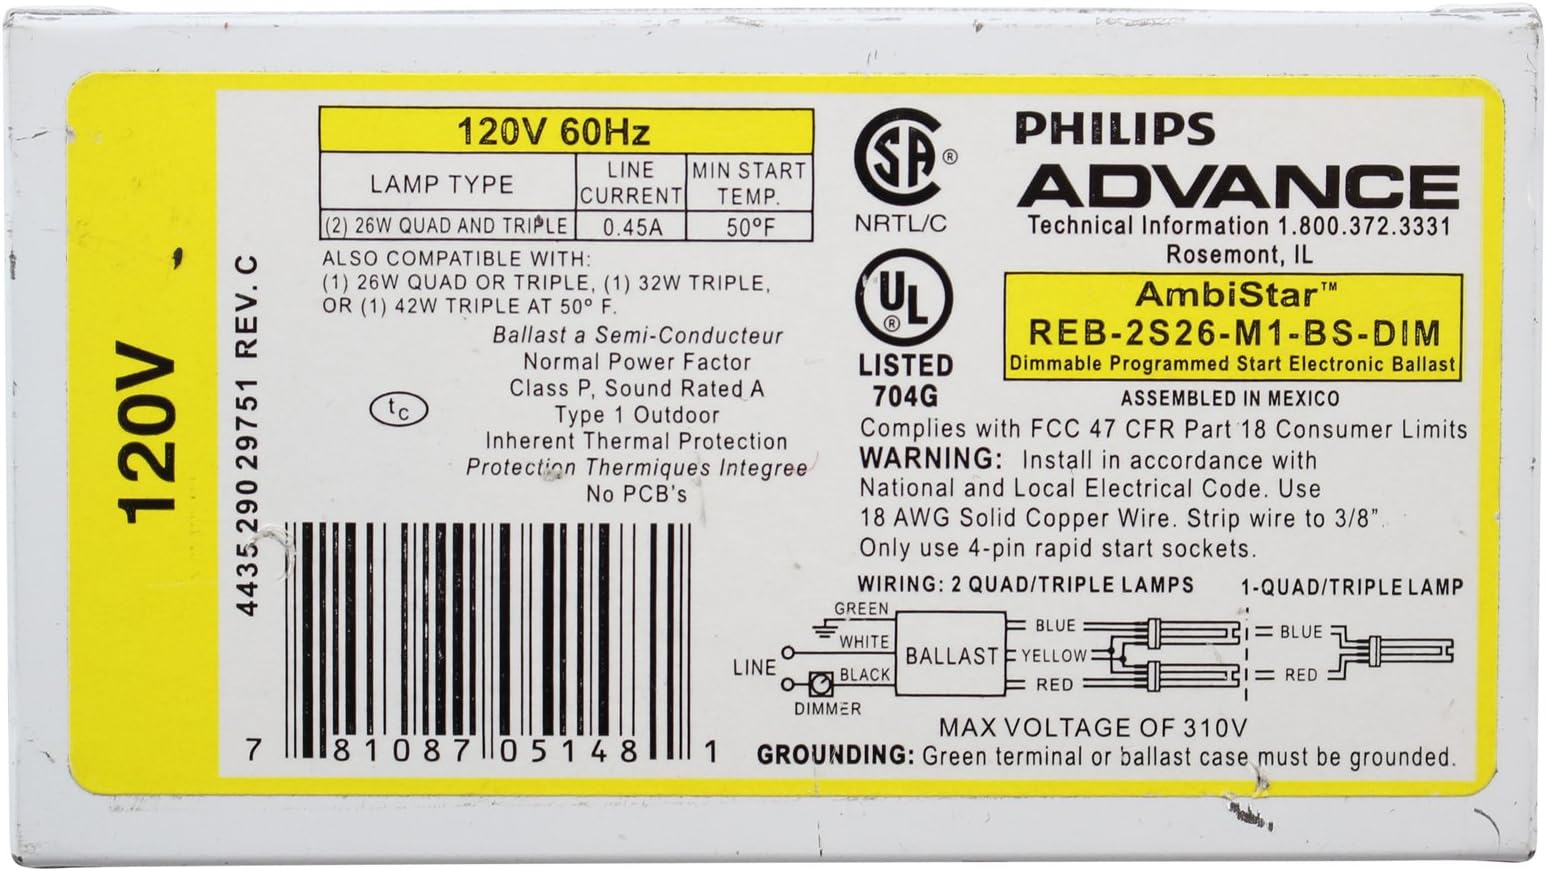 120V
4435 290 29751 REV. C
120V 60Hz
LAMP TYPE
LINE
CURRENT
MIN START
TEMP.
(2) 26W QUAD AND TRIPLE
0.45A
50°F
ALSO COMPATIBLE WITH:
(1) 26W QUAD OR TRIPLE, (1) 32W TRIPLE,
OR (1) 42W TRIPLE AT 50° F.
Ballast a Semi-Conducteur
Normal Power Factor
Class P, Sound Rated A
Type 1 Outdoor
Inherent Thermal Protection
Protection Thermiques Integree
No PCB's
tc
7 81087 05148 1
SA ®
NRTL/C
UL ®
LISTED
704G
PHILIPS
ADVANCE
Technical Information 1.800.372.3331
Rosemont, IL
AmbiStar™
REB-2S26-M1-BS-DIM
Dimmable Programmed Start Electronic Ballast
ASSEMBLED IN MEXICO
Complies with FCC 47 CFR Part 18 Consumer Limits
WARNING: Install in accordance with
National and Local Electrical Code. Use
18 AWG Solid Copper Wire. Strip wire to 3/8".
Only use 4-pin rapid start sockets.
WIRING: 2 QUAD/TRIPLE LAMPS 1-QUAD/TRIPLE LAMP
GREEN
WHITE
LINE
BLACK
DIMMER
BALLAST
BLUE
YELLOW
RED
BLUE
RED
MAX VOLTAGE OF 310V
GROUNDING: Green terminal or ballast case must be grounded.